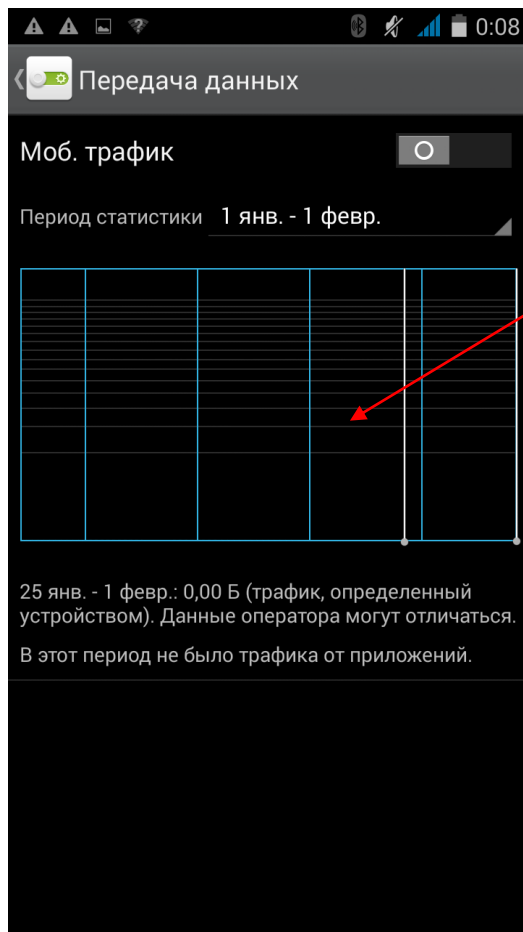 0:08
Передача данных
Моб. трафик
Период статистики 1 янв. - 1 февр.
25 янв. - 1 февр.: 0,00 Б (трафик, определенный
устройством). Данные оператора могут отличаться.
В этот период не было трафика от приложений.